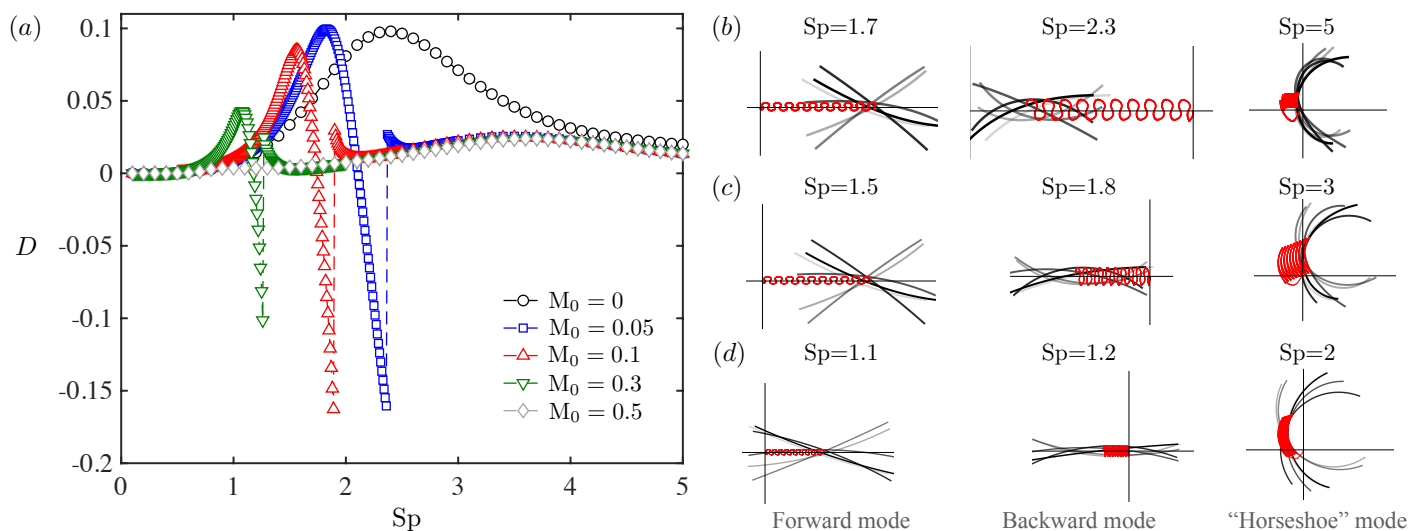 (a)
0.1
0.05
0
-0.05
D
-0.1
-0.15
-0.2
0 1 2 3 4 5
Sp
M₀ = 0
M₀ = 0.05
M₀ = 0.1
M₀ = 0.3
M₀ = 0.5
(b) Sp=1.7 Sp=2.3 Sp=5
(c) Sp=1.5 Sp=1.8 Sp=3
(d) Sp=1.1 Sp=1.2 Sp=2
Forward mode Backward mode “Horseshoe” mode